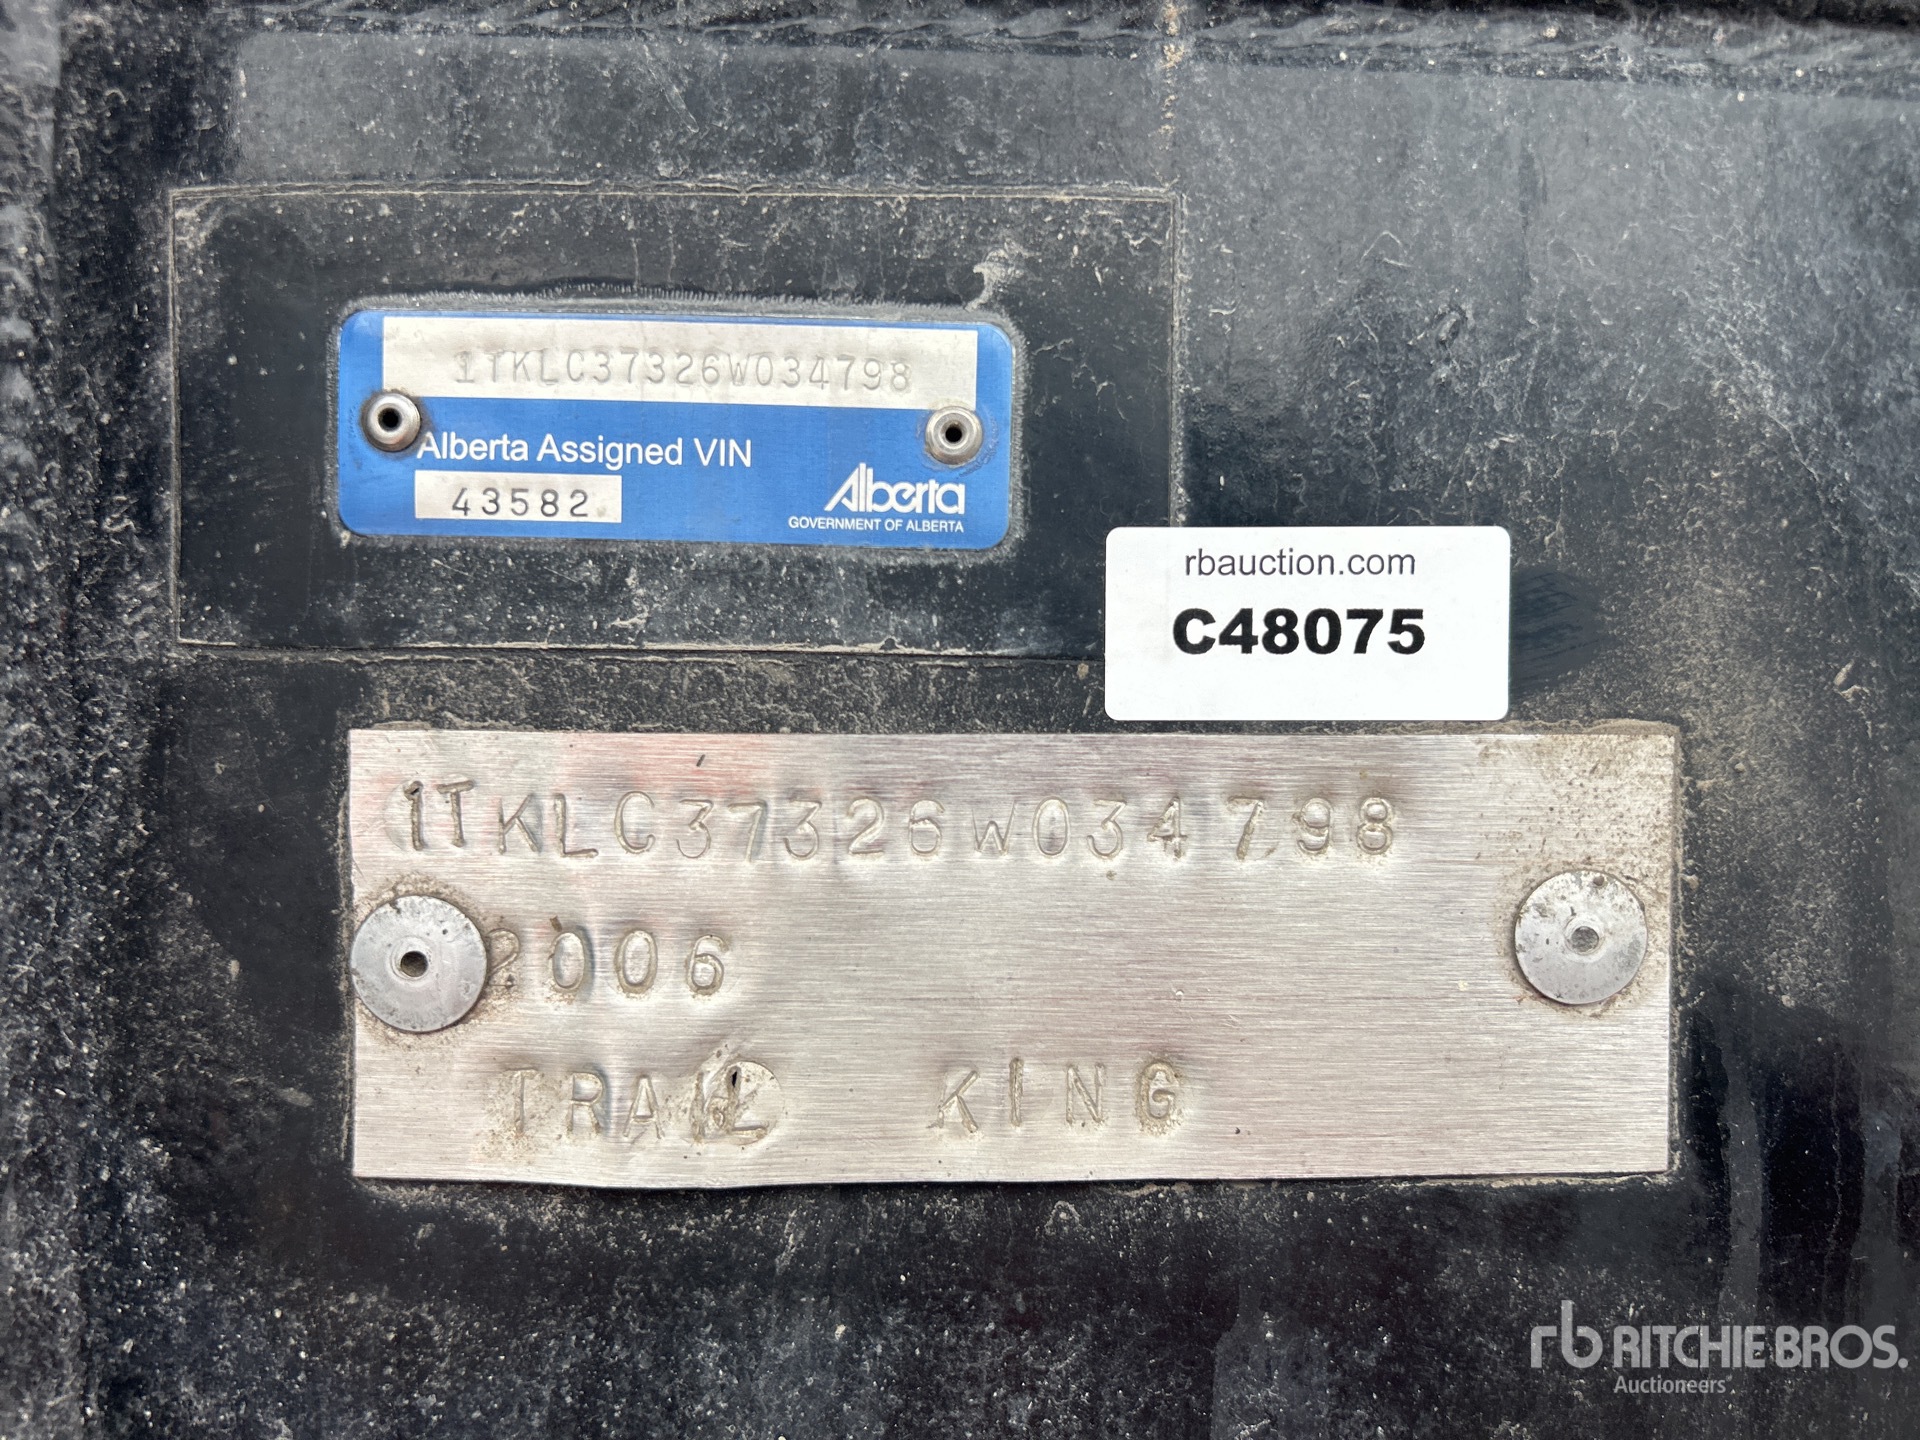 1TKLC37326W034798
Alberta Assigned VIN
43582
Alberta
GOVERNMENT OF ALBERTA
rbauction.com
C48075
1TKLC37326W034798
2006
TRAIL KING
rb RITCHIE BROS.
Auctioneers